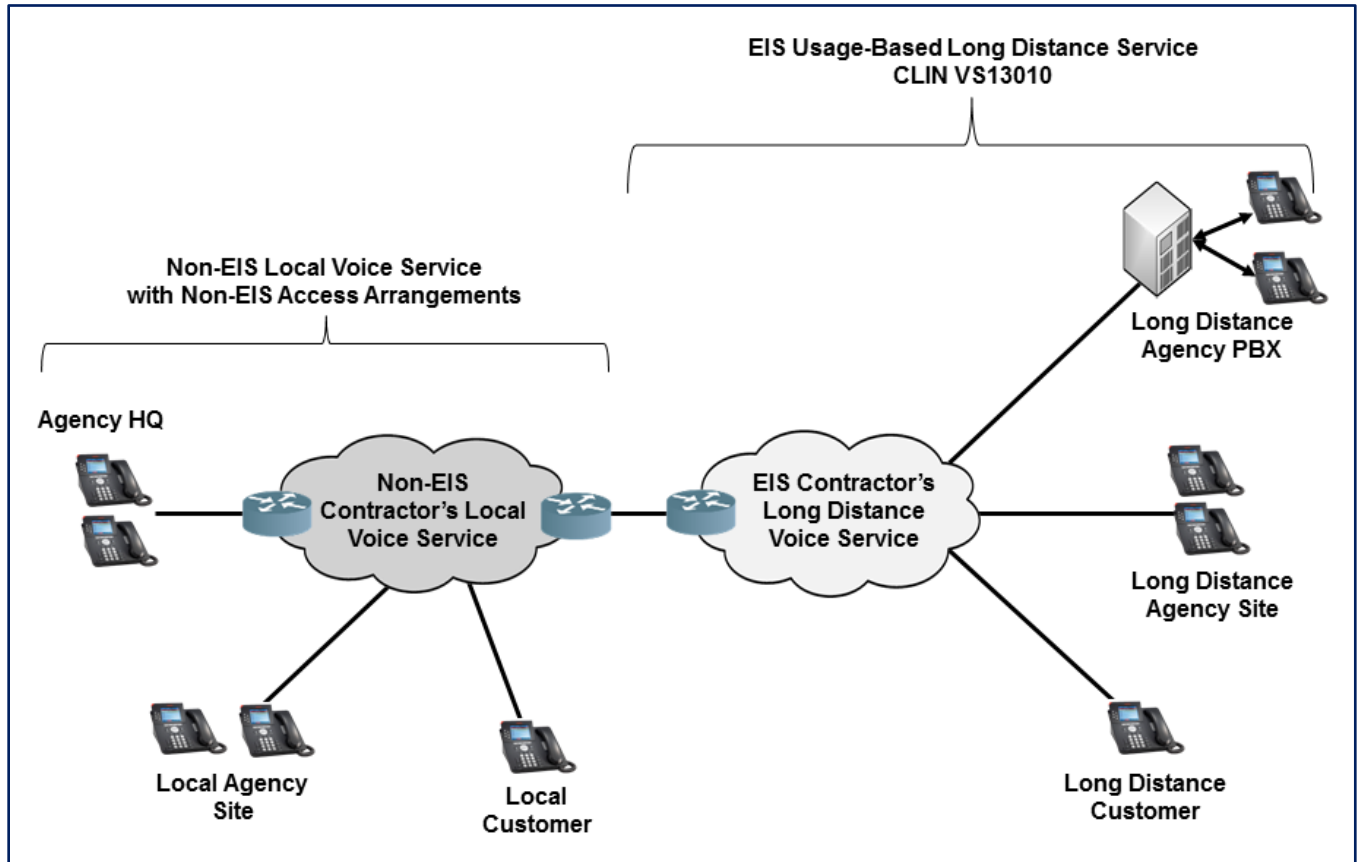 EIS Usage-Based Long Distance Service
CLIN VS13010
Non-EIS Local Voice Service
with Non-EIS Access Arrangements
Long Distance
Agency PBX
Agency HQ
Non-EIS
Contractor's Local
Voice Service
EIS Contractor's
Long Distance
Voice Service
Long Distance
Agency Site
Local Agency
Site
Local
Customer
Long Distance
Customer